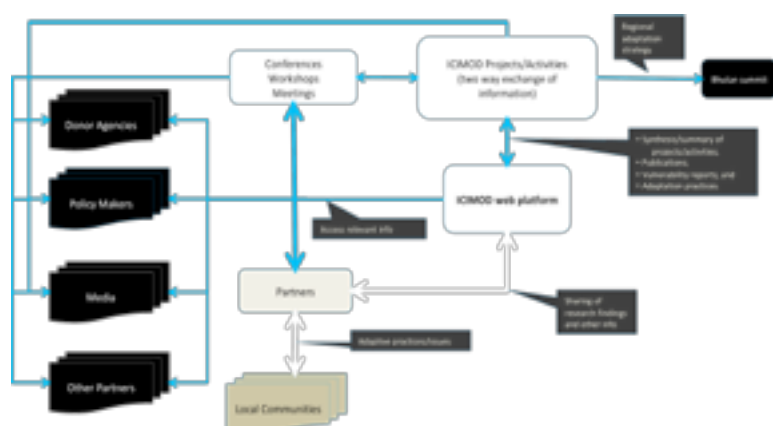 Regional
adaptation
strategy
Conferences
Workshops
Meetings
ICIMOD Projects/Activities
(two way exchange of
information)
Bhutan summit
Donor Agencies
• Synthesis/summary of
projects/activities,
• Publications,
• Vulnerability reports, and
• Adaptation practices
Policy Makers
ICIMOD web platform
Access relevant info
Media
Partners
Sharing of
research findings
and other info
Adaptive practices/issues
Other Partners
Local Communities